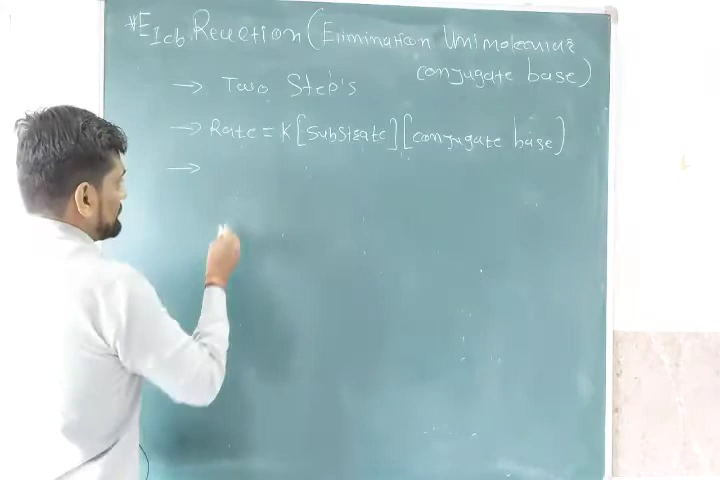 *E1cb Reaction (Elimination Unimolecular
conjugate base)
→ Two Step's
→ Rate = K[Substrate][conjugate base)
→